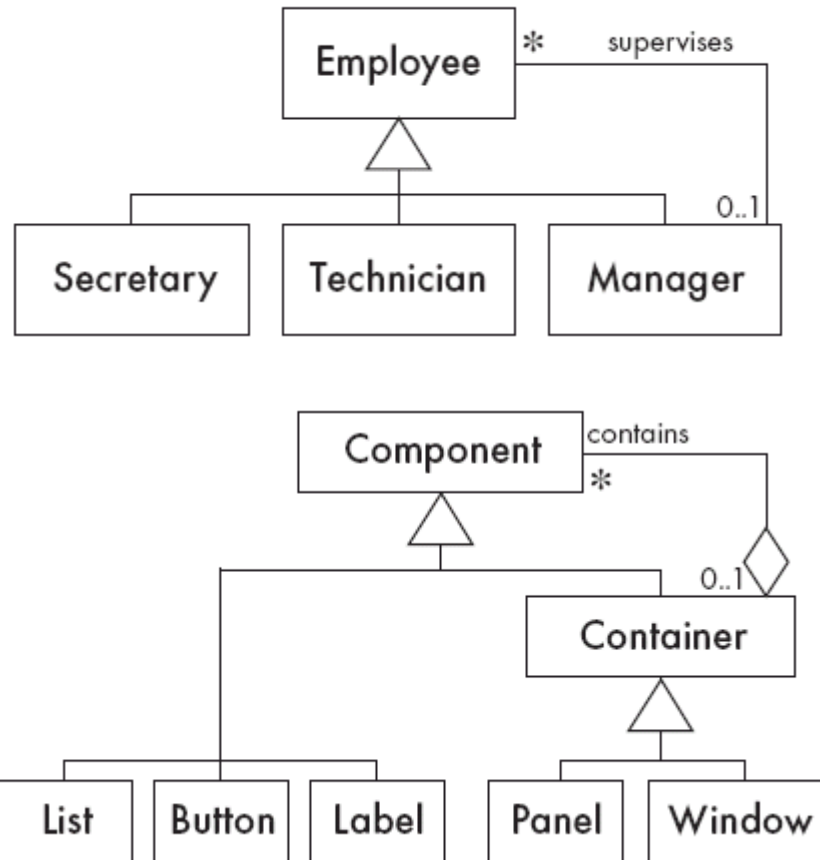 Employee
* supervises
0..1
Secretary Technician Manager
Component
contains
*
0..1
Container
List Button Label Panel Window